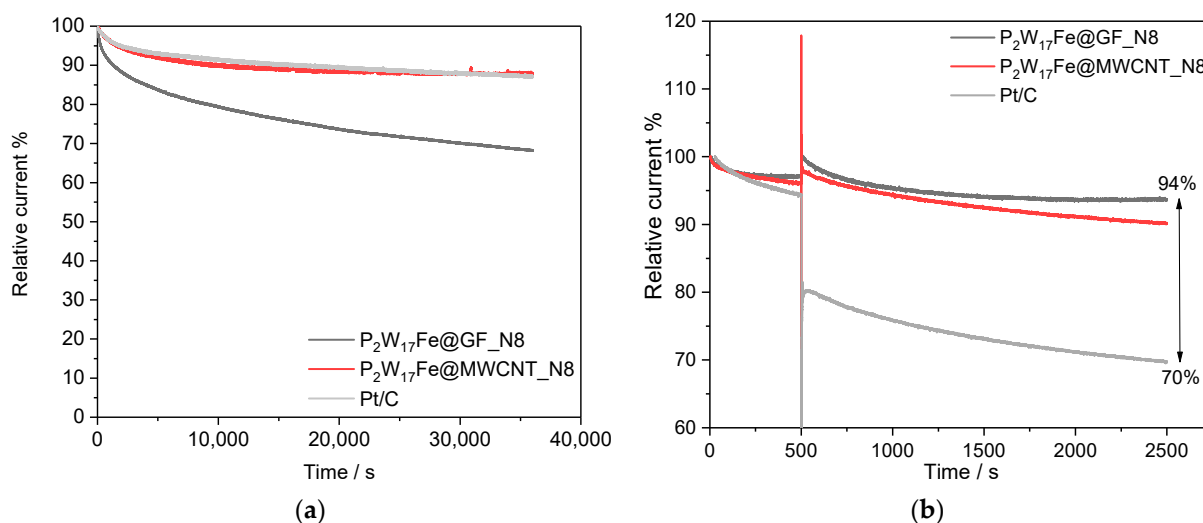 100
90
80
70
60
50
40
30
20
10
0
Relative current %
P₂W₁₇Fe@GF_N8
P₂W₁₇Fe@MWCNT_N8
Pt/C
0 10,000 20,000 30,000 40,000
Time / s
(a)
120
110
100
90
80
70
60
Relative current %
P₂W₁₇Fe@GF_N8
P₂W₁₇Fe@MWCNT_N8
Pt/C
94%
70%
0 500 1000 1500 2000 2500
Time / s
(b)